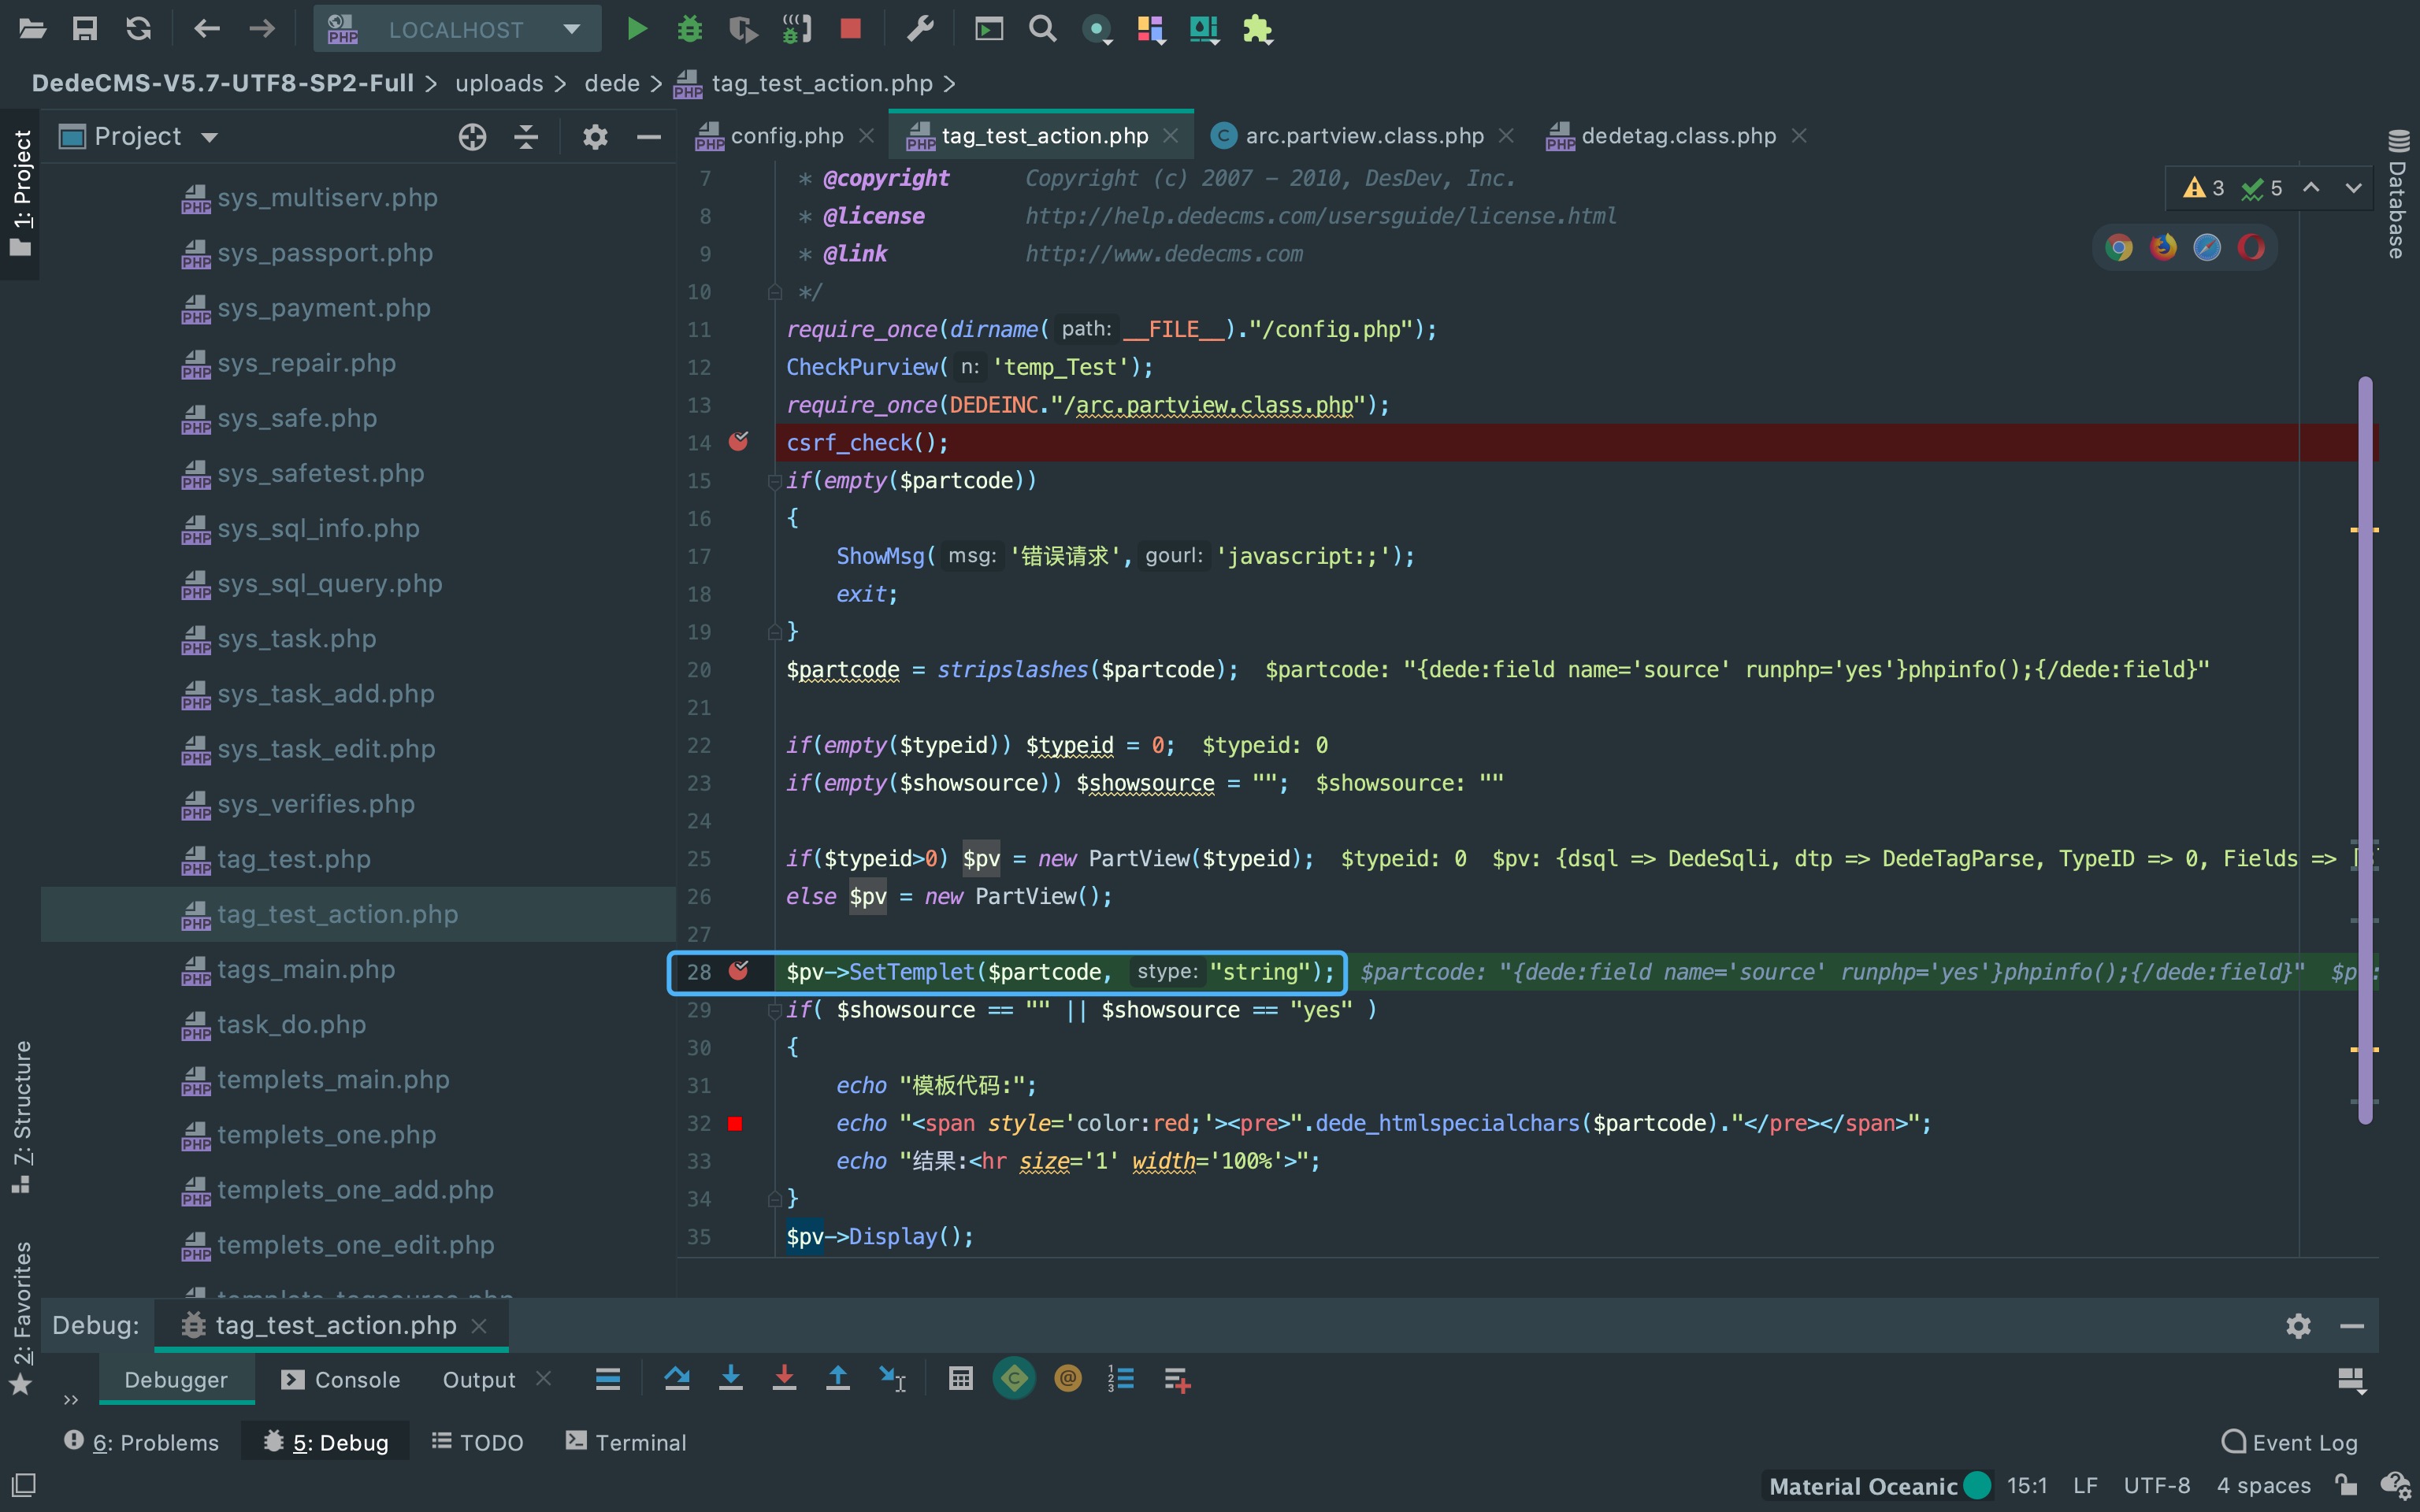 LOCALHOST
DedeCMS-V5.7-UTF8-SP2-Full > uploads > dede > tag_test_action.php >
1: Project
Project
sys_multiserv.php
sys_passport.php
sys_payment.php
sys_repair.php
sys_safe.php
sys_safetest.php
sys_sql_info.php
sys_sql_query.php
sys_task.php
sys_task_add.php
sys_task_edit.php
sys_verifies.php
tag_test.php
tag_test_action.php
tags_main.php
task_do.php
templets_main.php
templets_one.php
templets_one_add.php
templets_one_edit.php
templets_tagsource.php
7: Structure
2: Favorites
config.php
tag_test_action.php
arc.partview.class.php
dedetag.class.php
Database
3 5
7 * @copyright Copyright (c) 2007 - 2010, DesDev, Inc.
8 * @license http://help.dedecms.com/usersguide/license.html
9 * @link http://www.dedecms.com
10 */
11 require_once(dirname( path: __FILE__)."/config.php");
12 CheckPurview( n: 'temp_Test');
13 require_once(DEDEINC."/arc.partview.class.php");
14 csrf_check();
15 if(empty($partcode))
16 {
17 ShowMsg( msg: '错误请求', gourl: 'javascript:;');
18 exit;
19 }
20 $partcode = stripslashes($partcode); $partcode: "{dede:field name='source' runphp='yes'}phpinfo();{/dede:field}"
21
22 if(empty($typeid)) $typeid = 0; $typeid: 0
23 if(empty($showsource)) $showsource = ""; $showsource: ""
24
25 if($typeid>0) $pv = new PartView($typeid); $typeid: 0 $pv: {dsql => DedeSqli, dtp => DedeTagParse, TypeID => 0, Fields =>
26 else $pv = new PartView();
27
28 $pv->SetTemplet($partcode, stype: "string"); $partcode: "{dede:field name='source' runphp='yes'}phpinfo();{/dede:field}" $p
29 if( $showsource == "" || $showsource == "yes" )
30 {
31 echo "模板代码:";
32 echo "<span style='color:red;'><pre>".dede_htmlspecialchars($partcode)."</pre></span>";
33 echo "结果:<hr size='1' width='100%'>";
34 }
35 $pv->Display();
Debug: tag_test_action.php
Debugger Console Output
6: Problems 5: Debug TODO Terminal Event Log
Material Oceanic 15:1 LF UTF-8 4 spaces